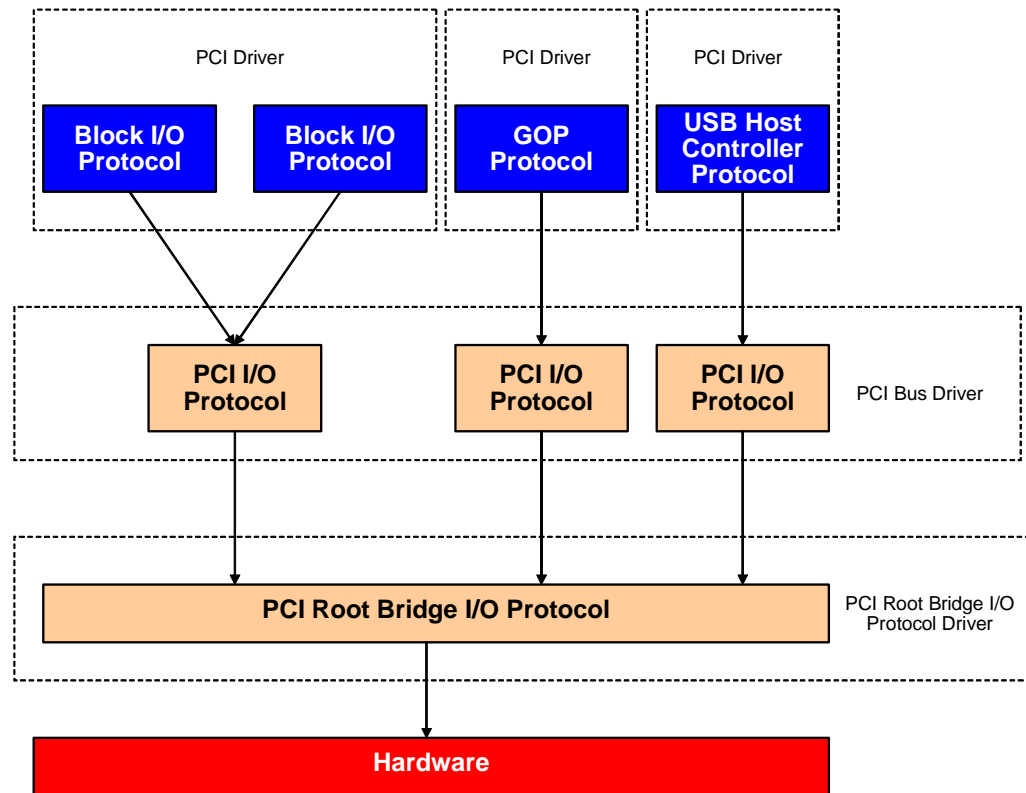 PCI Driver
PCI Driver
PCI Driver
Block I/O
Protocol
Block I/O
Protocol
GOP
Protocol
USB Host
Controller
Protocol
PCI I/O
Protocol
PCI I/O
Protocol
PCI I/O
Protocol
PCI Bus Driver
PCI Root Bridge I/O Protocol
PCI Root Bridge I/O
Protocol Driver
Hardware